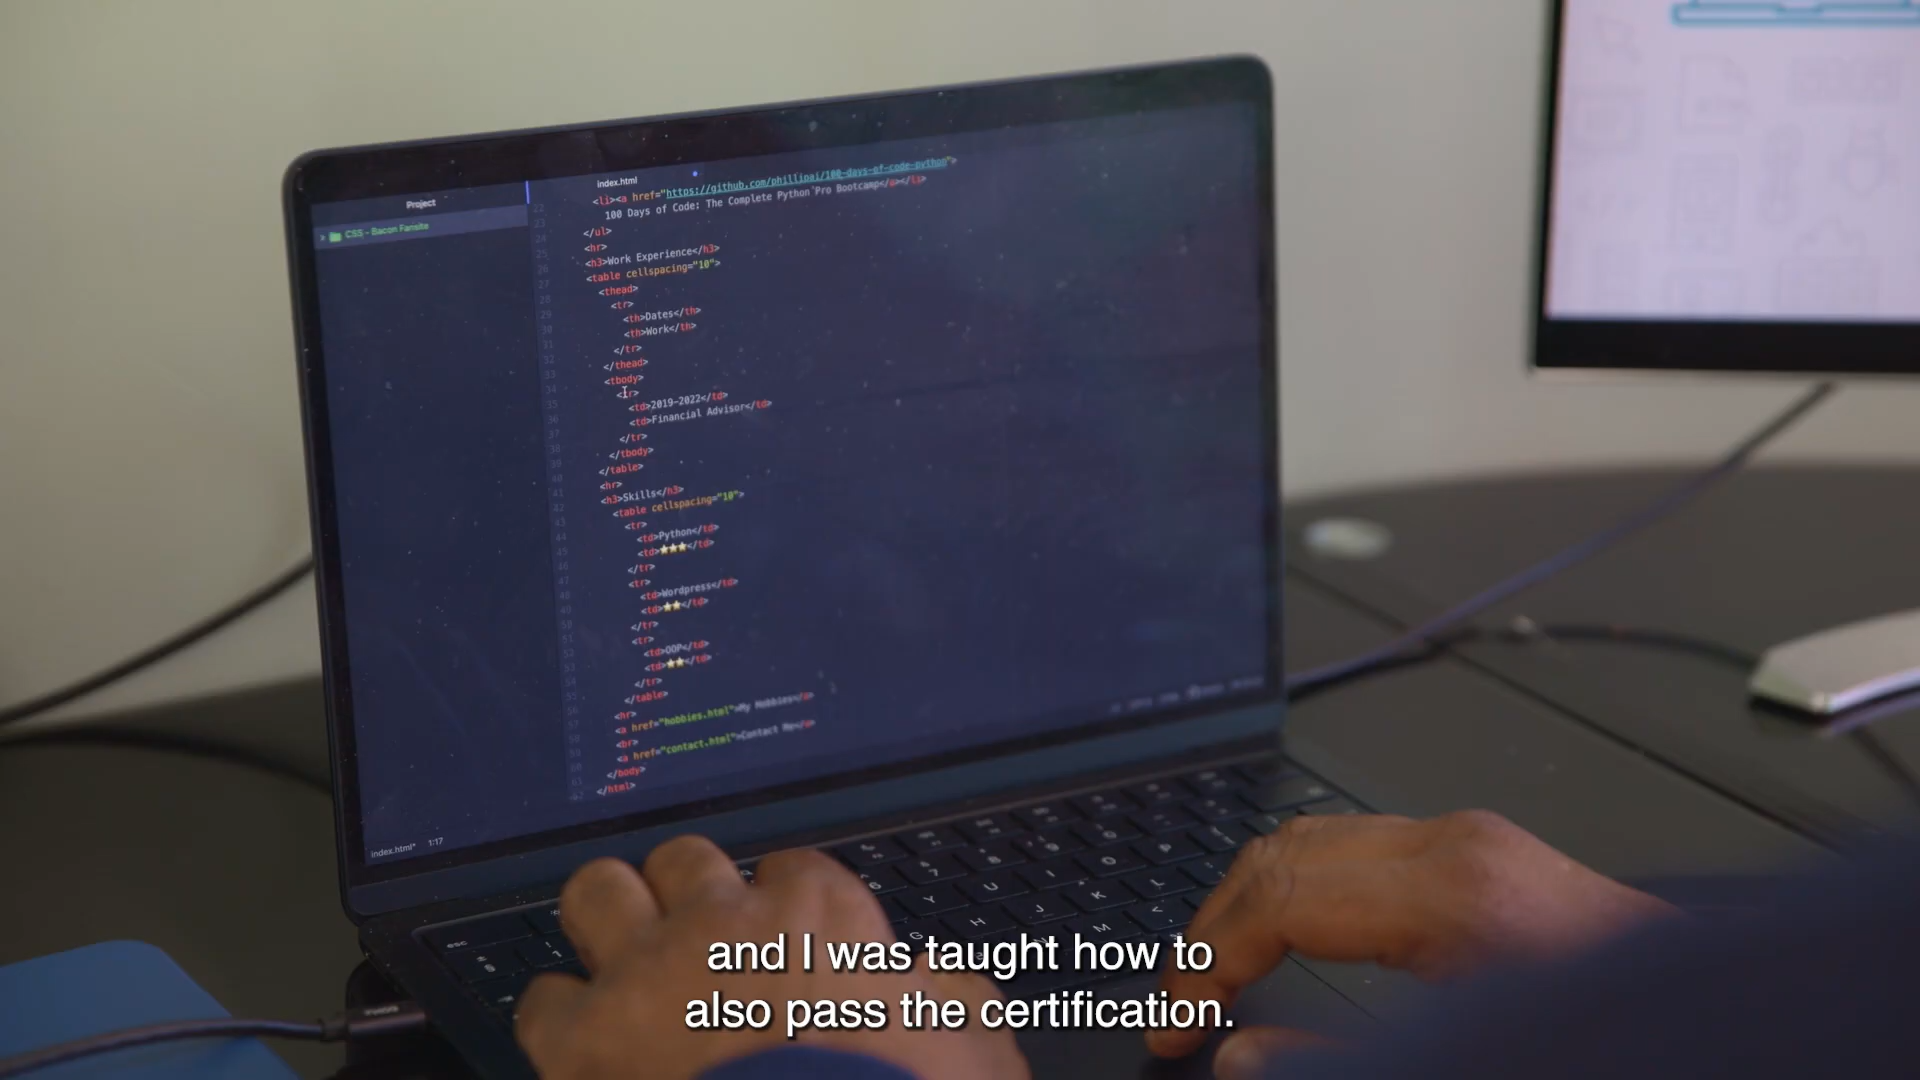 Project
CSS - Bacon Fansite
index.html
<li><a href="https://github.com/phillipai/100-days-of-code-python">
100 Days of Code: The Complete Python Pro Bootcamp</a></li>
</ul>
<hr>
<h3>Work Experience</h3>
<table cellspacing="10">
<thead>
<tr>
<th>Dates</th>
<th>Work</th>
</tr>
</thead>
<tbody>
<tr>
<td>2019-2022</td>
<td>Financial Advisor</td>
</tr>
</tbody>
</table>
<hr>
<h3>Skills</h3>
<table cellspacing="10">
<tr>
<td>Python</td>
<td>⭐⭐⭐</td>
</tr>
<tr>
<td>Wordpress</td>
<td>⭐⭐</td>
</tr>
<tr>
<td>OOP</td>
<td>⭐⭐</td>
</tr>
</table>
<hr>
<a href="hobbies.html">My Hobbies</a>
<br>
<a href="contact.html">Contact Me</a>
</body>
</html>
index.html* 1:17
esc
and I was taught how to
also pass the certification.